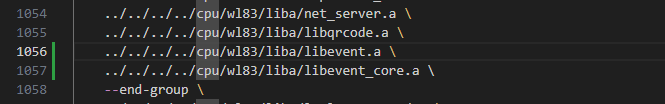 1054 ../../../../cpu/wl83/liba/net_server.a \
1055 ../../../../cpu/wl83/liba/libqrcode.a \
1056 ../../../../cpu/wl83/liba/libevent.a \
1057 ../../../../cpu/wl83/liba/libevent_core.a \
1058 --end-group \